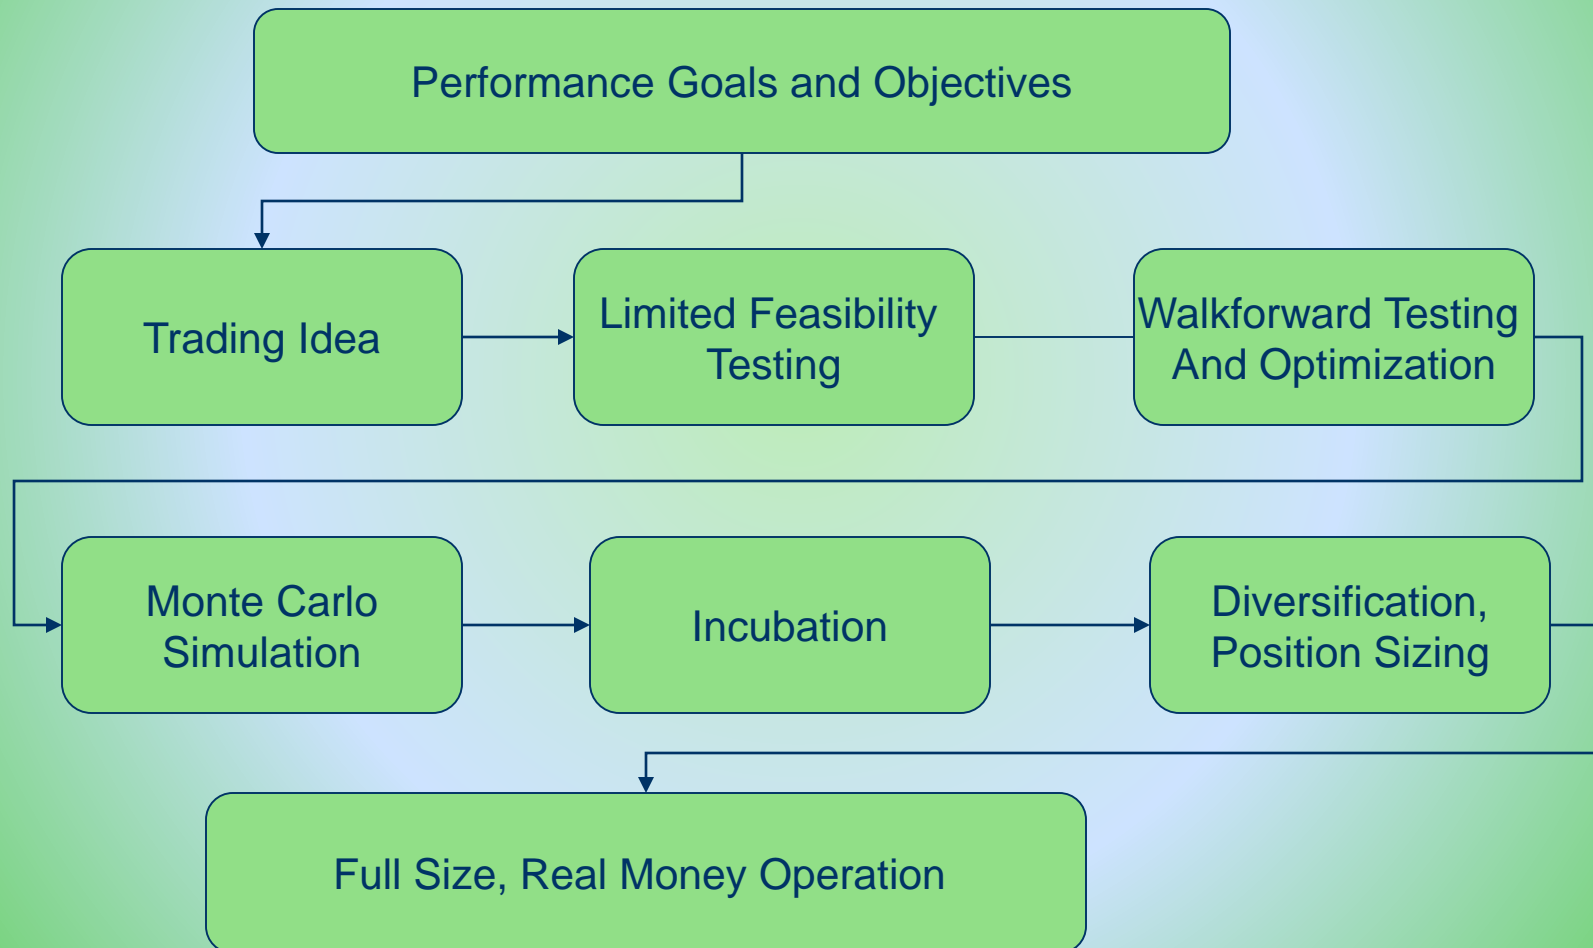 Performance Goals and Objectives
Trading Idea
Limited Feasibility
Testing
Walkforward Testing
And Optimization
Monte Carlo
Simulation
Incubation
Diversification,
Position Sizing
Full Size, Real Money Operation